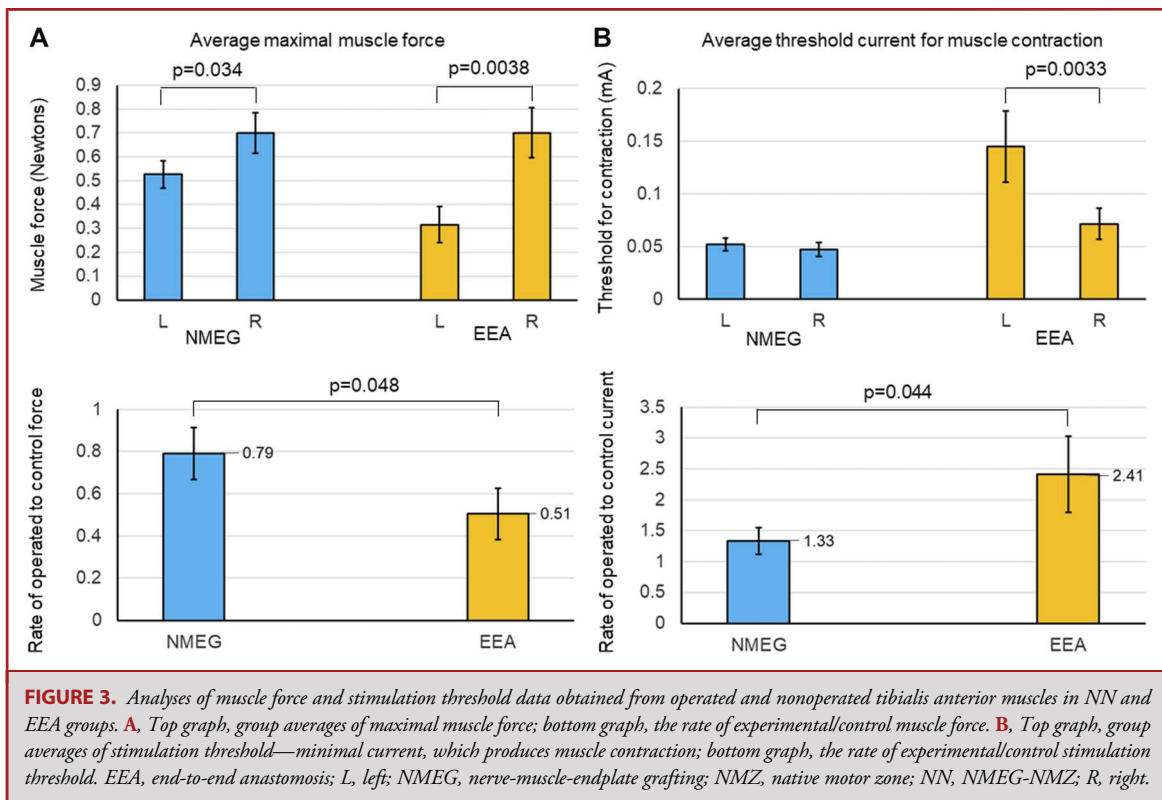 A
Average maximal muscle force
p=0.034
p=0.0038
Muscle force (Newtons)
0.9
0.8
0.7
0.6
0.5
0.4
0.3
0.2
0.1
0
L
R
L
R
NMEG
EEA
B
Average threshold current for muscle contraction
p=0.0033
Threshold for contraction (mA)
0.2
0.15
0.1
0.05
0
L
R
L
R
NMEG
EEA
p=0.048
Rate of operated to control force
1
0.8
0.6
0.4
0.2
0
0.79
0.51
NMEG
EEA
p=0.044
Rate of operated to control current
3.5
3
2.5
2
1.5
1
0.5
0
1.33
2.41
NMEG
EEA
FIGURE 3. Analyses of muscle force and stimulation threshold data obtained from operated and nonoperated tibialis anterior muscles in NN and
EEA groups. A, Top graph, group averages of maximal muscle force; bottom graph, the rate of experimental/control muscle force. B, Top graph, group
averages of stimulation threshold—minimal current, which produces muscle contraction; bottom graph, the rate of experimental/control stimulation
threshold. EEA, end-to-end anastomosis; L, left; NMEG, nerve-muscle-endplate grafting; NMZ, native motor zone; NN, NMEG-NMZ; R, right.